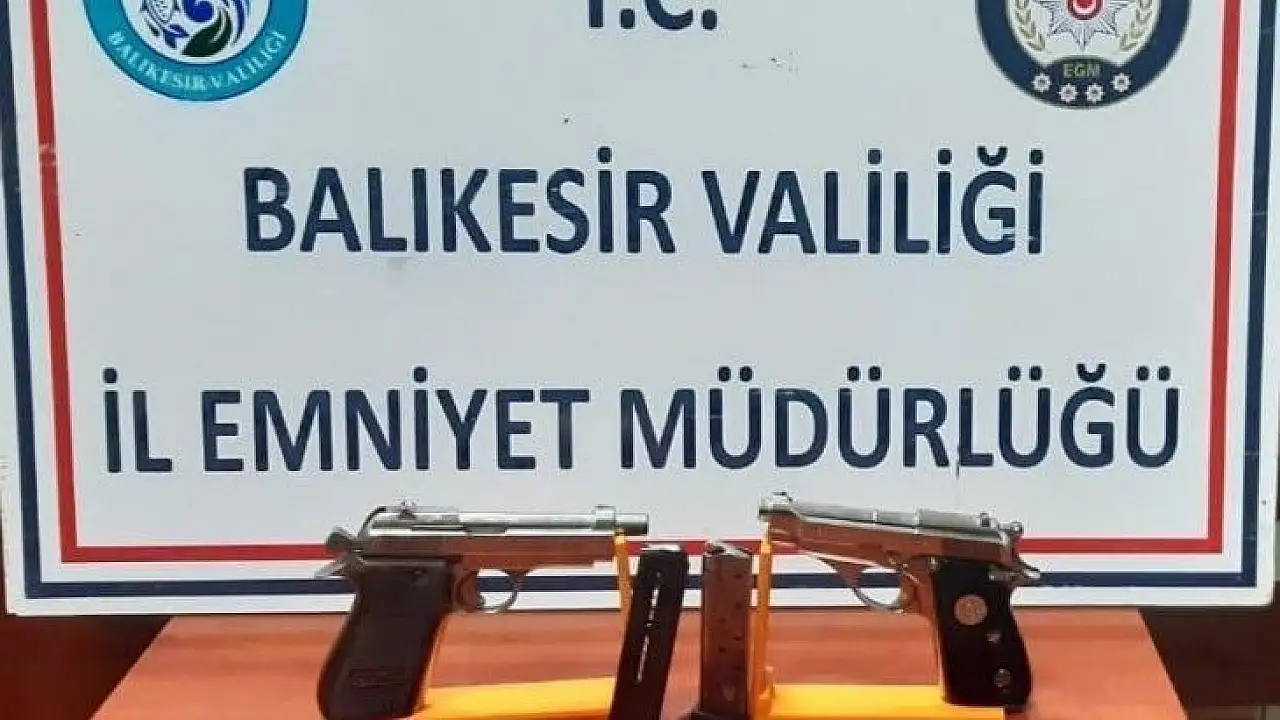 T.C.
BALIKESİR VALİLİĞİ
EGM
BALIKESİR VALİLİĞİ
İL EMNİYET MÜDÜRLÜĞÜ